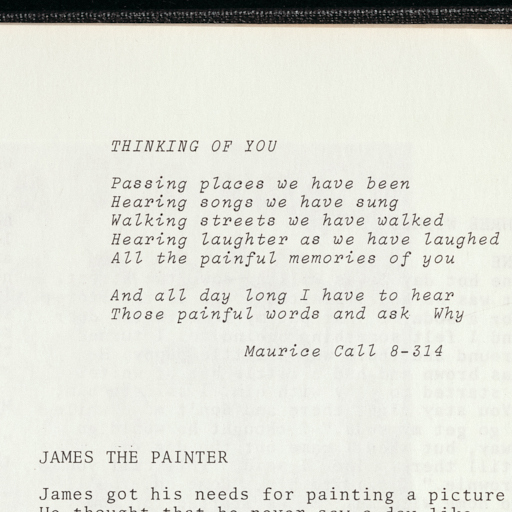 THINKING OF YOU
Passing places we have been
Hearing songs we have sung
Walking streets we have walked
Hearing laughter as we have laughed
All the painful memories of you
And all day long I have to hear
Those painful words and ask  Why
Maurice Call 8-314
JAMES THE PAINTER
James got his needs for painting a picture
He thought that he never saw a day like